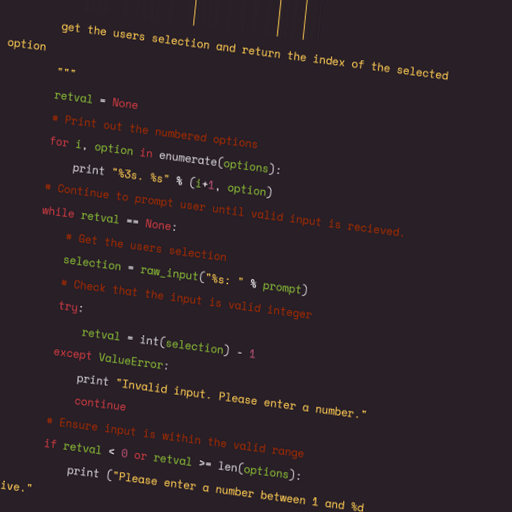 get the users selection and return the index of the selected
option
"""
retval = None
# Print out the numbered options
for i, option in enumerate(options):
print "%3s. %s" % (i+1, option)
# Continue to prompt user until valid input is recieved.
while retval == None:
# Get the users selection
selection = raw_input("%s: " % prompt)
# Check that the input is valid integer
try:
retval = int(selection) - 1
except ValueError:
print "Invalid input. Please enter a number."
continue
# Ensure input is within the valid range
if retval < 0 or retval >= len(options):
print ("Please enter a number between 1 and %d
ive."